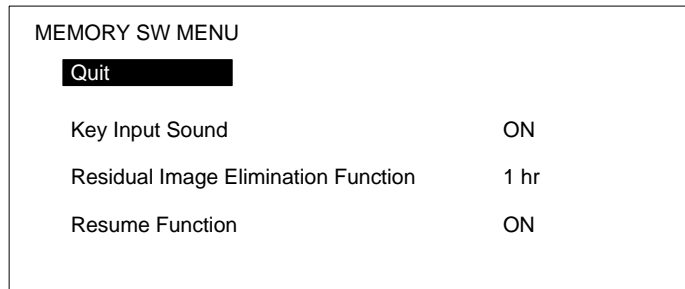 MEMORY SW MENU
Quit
Key Input Sound ON
Residual Image Elimination Function 1 hr
Resume Function ON